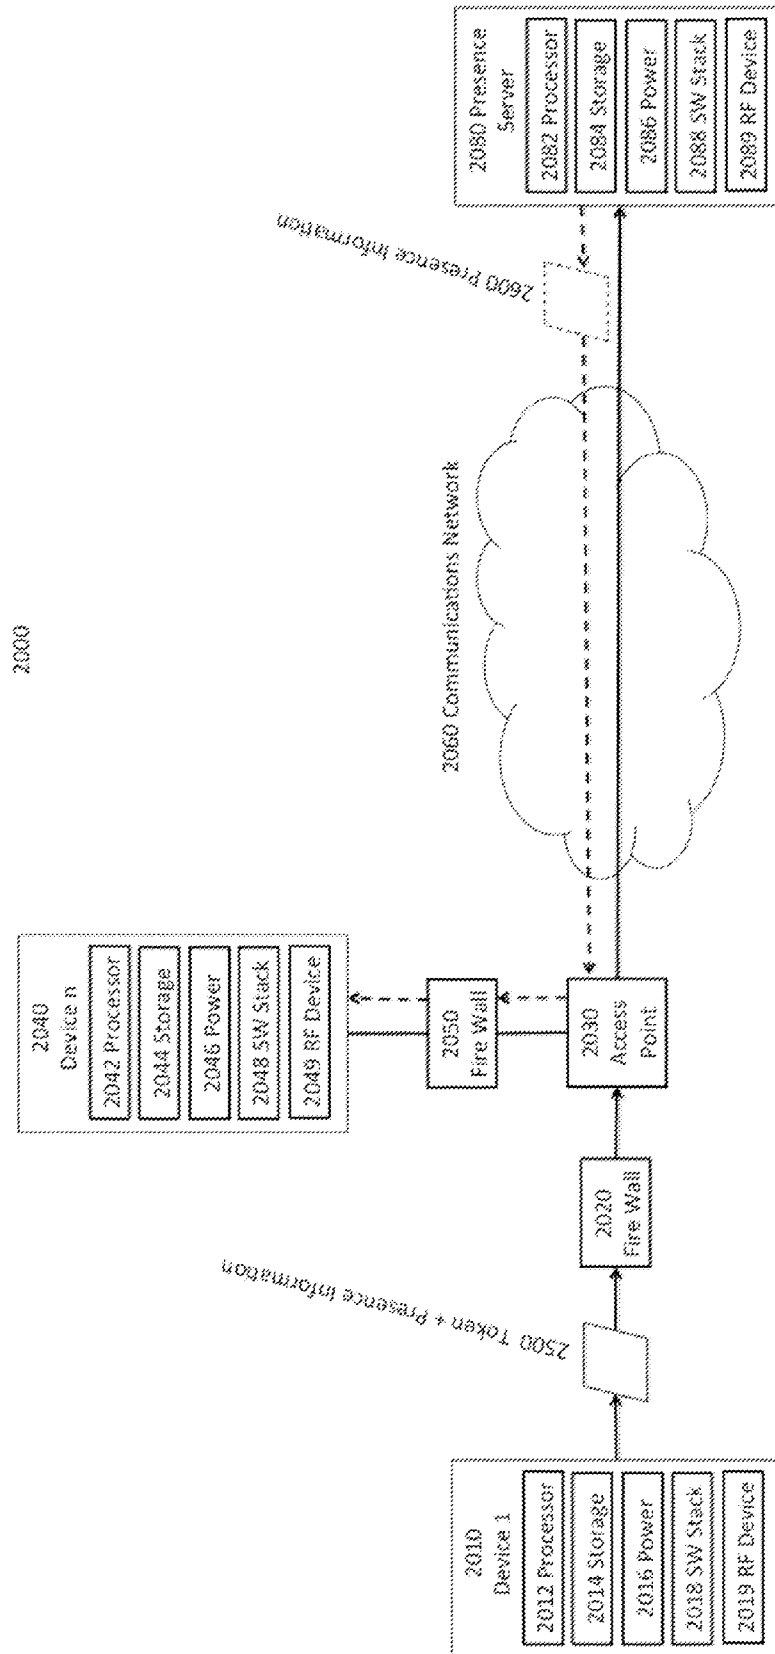 2000
2010
Device 1
2012 Processor
2014 Storage
2016 Power
2018 SW Stack
2019 RF Device
2500 Token + Presence Information
2020
Fire Wall
2030
Access
Point
2050
Fire Wall
2040
Device n
2042 Processor
2044 Storage
2046 Power
2048 SW Stack
2049 RF Device
2060 Communications Network
2600 Presence Information
2080 Presence
Server
2082 Processor
2084 Storage
2086 Power
2088 SW Stack
2089 RF Device